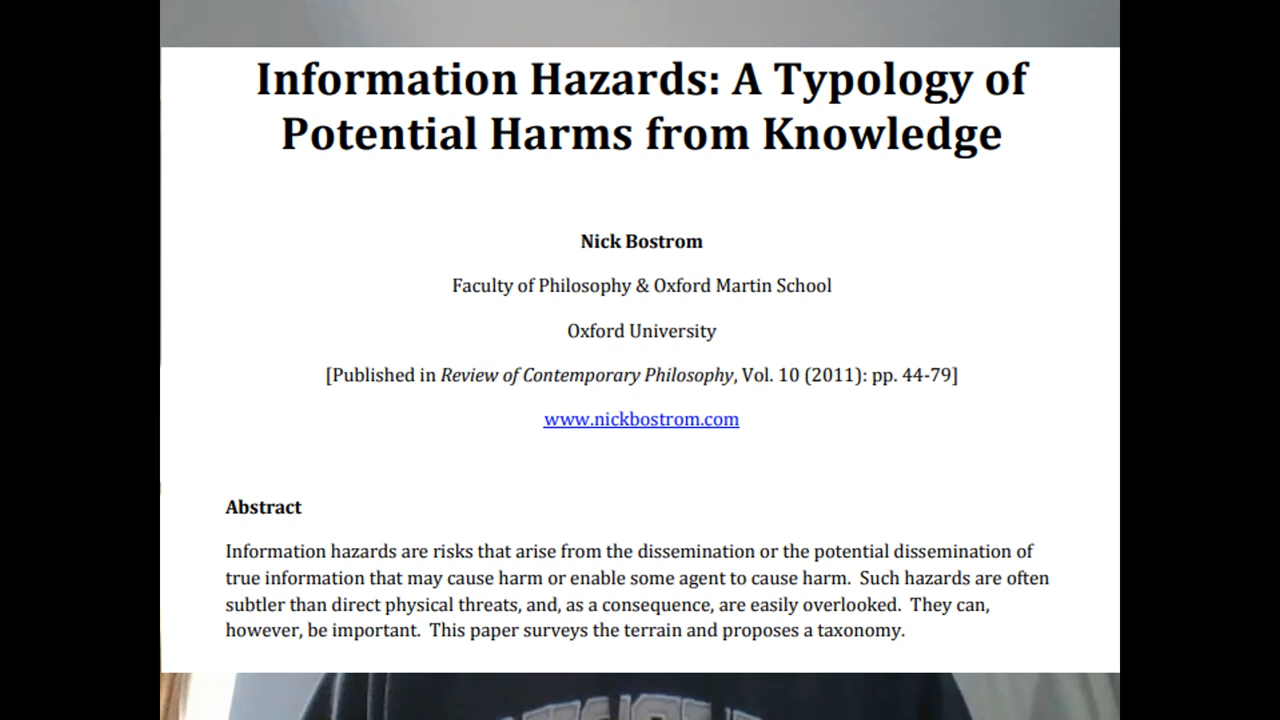 Information Hazards: A Typology of
Potential Harms from Knowledge
Nick Bostrom
Faculty of Philosophy & Oxford Martin School
Oxford University
[Published in Review of Contemporary Philosophy, Vol. 10 (2011): pp. 44-79]
www.nickbostrom.com
Abstract
Information hazards are risks that arise from the dissemination or the potential dissemination of
true information that may cause harm or enable some agent to cause harm.  Such hazards are often
subtler than direct physical threats, and, as a consequence, are easily overlooked.  They can,
however, be important.  This paper surveys the terrain and proposes a taxonomy.